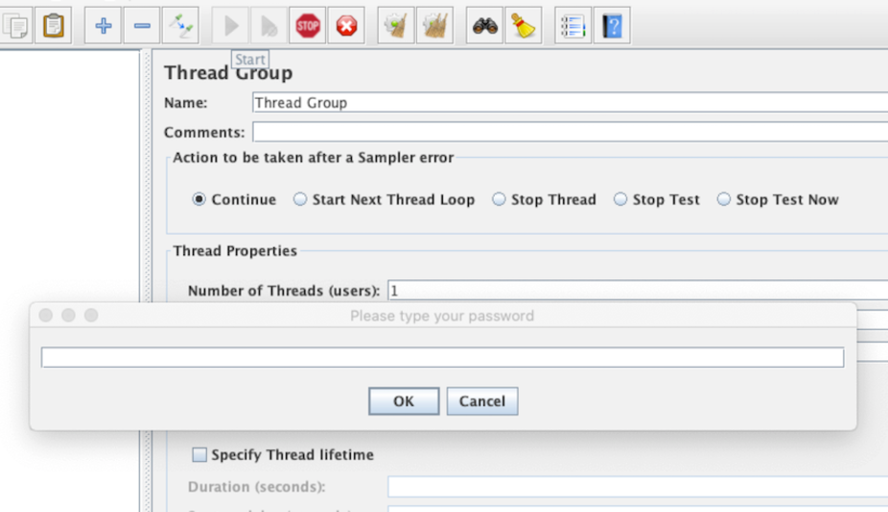 STOP
Start
Thread Group
Name: Thread Group
Comments:
Action to be taken after a Sampler error
Continue Start Next Thread Loop Stop Thread Stop Test Stop Test Now
Thread Properties
Number of Threads (users): 1
Please type your password
OK Cancel
Specify Thread lifetime
Duration (seconds):